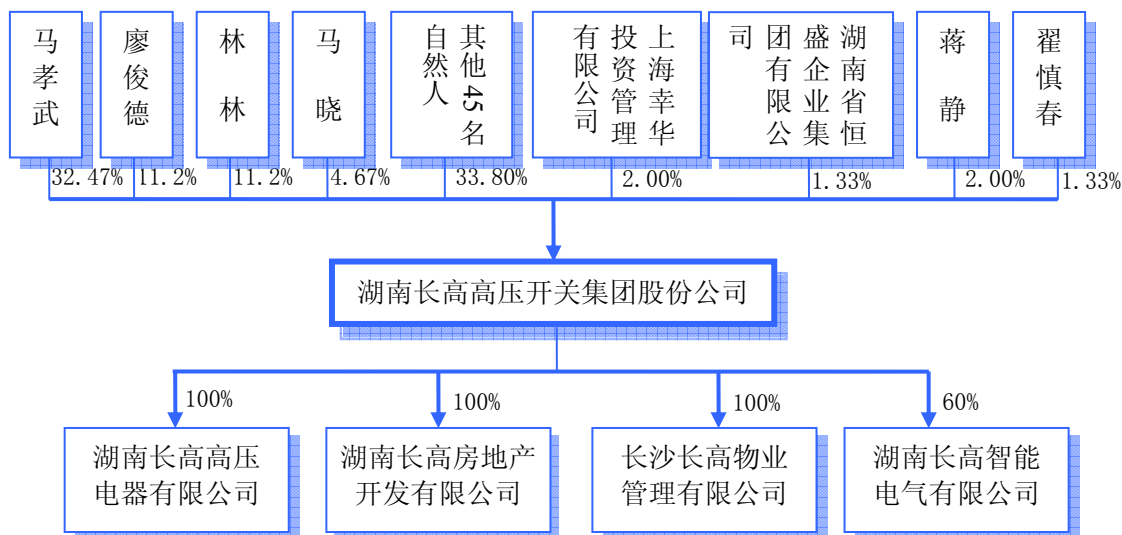 马孝武
廖俊德
林林
马晓
其他45名
自然人
上海幸华
投资管理
有限公司
湖南省恒
盛企业集
团有限公
司
蒋静
翟慎春
32.47%
11.2%
11.2%
4.67%
33.80%
2.00%
1.33%
2.00%
1.33%
湖南长高高压开关集团股份公司
100%
100%
100%
60%
湖南长高高压
电器有限公司
湖南长高房地产
开发有限公司
长沙长高物业
管理有限公司
湖南长高智能
电气有限公司